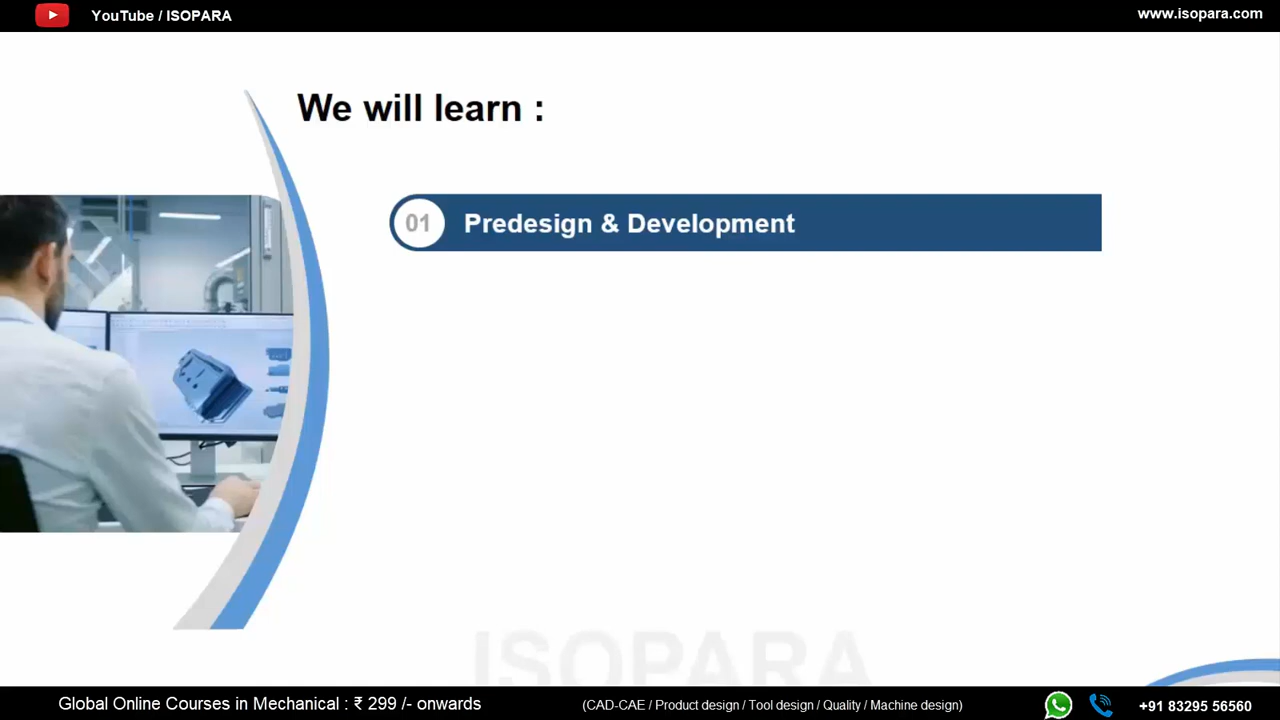 YouTube / ISOPARA
www.isopara.com
We will learn :
01 Predesign & Development
ISOPARA
Global Online Courses in Mechanical : ₹ 299 /- onwards
(CAD-CAE / Product design / Tool design / Quality / Machine design)
+91 83295 56560